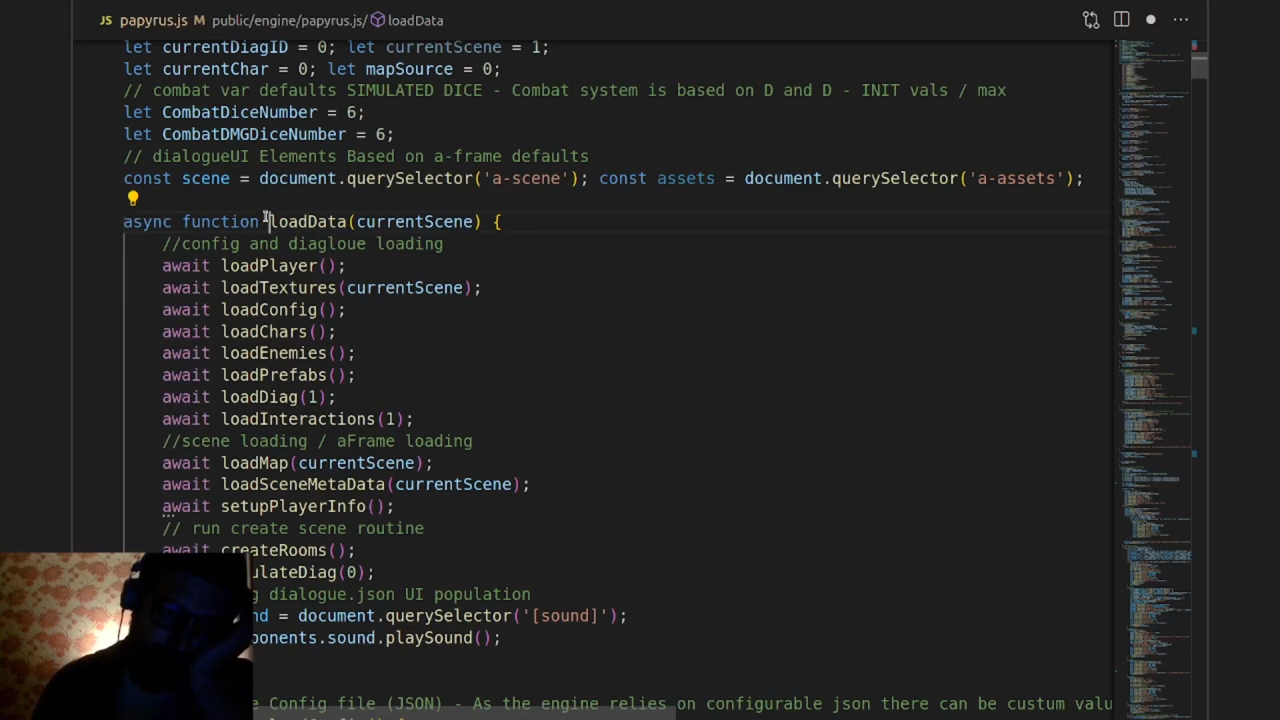 JS papyrus.js M public/engine/papyrus.js/ loadData
let currentDiagID = 0; let currentScene = 1;
let currentChar = 0; let mapSource = 0;
// combat var defaults SIMULATED DICE - Combat system is based on D and D - INIT vals / max
let CombatDiceNumber = 6;
let CombatDMGDiceNumber = 6;
// dialogueUI Elements Based on a-frame defaults
const scene = document.querySelector('a-scene'); const assets = document.querySelector('a-assets');
async function loadData(currentScene) {
//config and diagloue loading
await loadPlayer();
await loadTextures(currentScene);
await loadConfig();
await loadChars();
await loadEnemies();
await loadPrefabs();
await loadDiag(1);
await loadInteractions(1);
//scene loading / aFrame loading
await loadMap(currentScene);
await loadSceneMetaData(currentScene);
await setupPlayerInfo();
// run create scene routine
await createRooms();
ulateDiag(0);
g dialogue.json UI population
nd = document.querySelector('[sound]');
ponents.sound.playSound();
e Config file (JSON) - As the engine relies on configurable json there can be custum valu